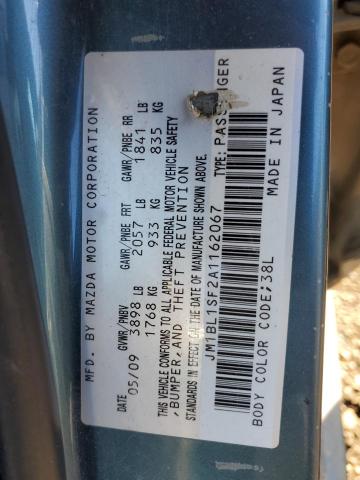 MFD. BY MAZDA MOTOR CORPORATION
DATE GVWR/PNBV GAWR/PNBE FRT GAWR/PNBE RR
05/09 3898 LB 2057 LB 1841 LB
1768 KG 933 KG 835 KG
THIS VEHICLE CONFORMS TO ALL APPLICABLE FEDERAL MOTOR VEHICLE SAFETY
, BUMPER, AND THEFT PREVENTION
STANDARDS IN EFFECT ON THE DATE OF MANUFACTURE SHOWN ABOVE.
JM1BL1SF2A1162067 TYPE: PASSENGER
BODY COLOR CODE: 38L MADE IN JAPAN